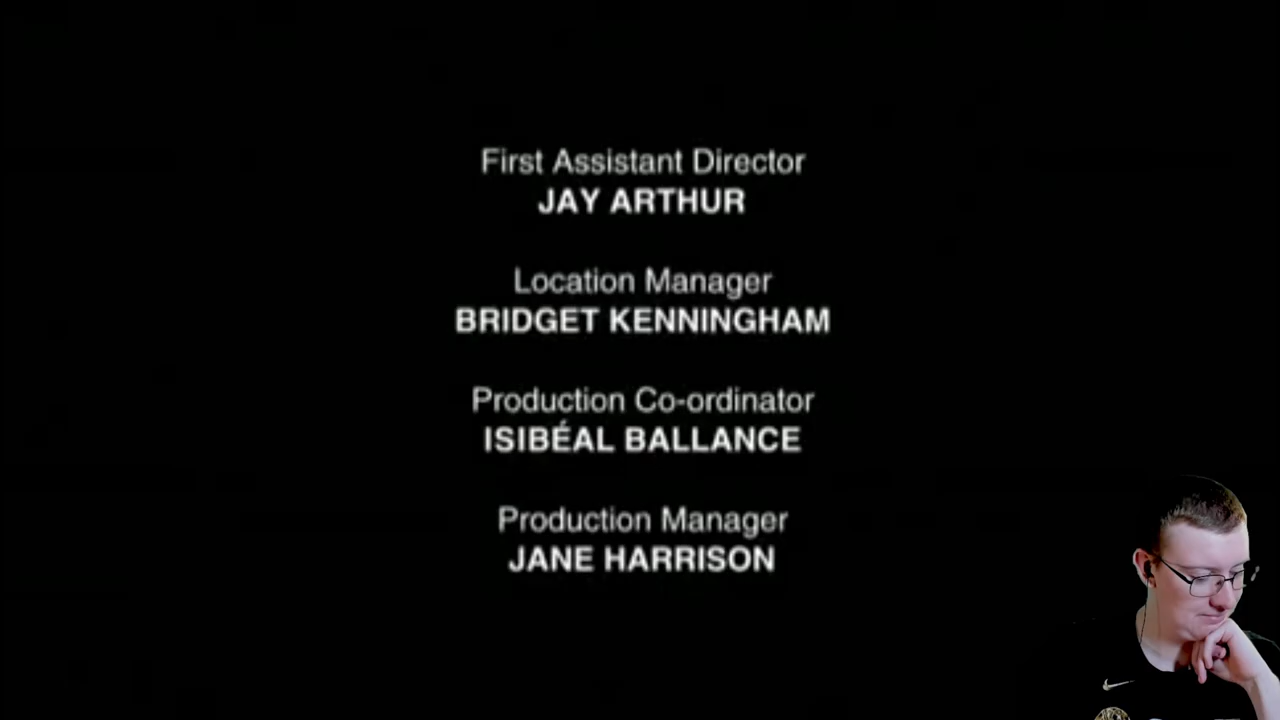 First Assistant Director
JAY ARTHUR
Location Manager
BRIDGET KENNINGHAM
Production Co-ordinator
ISIBÉAL BALLANCE
Production Manager
JANE HARRISON